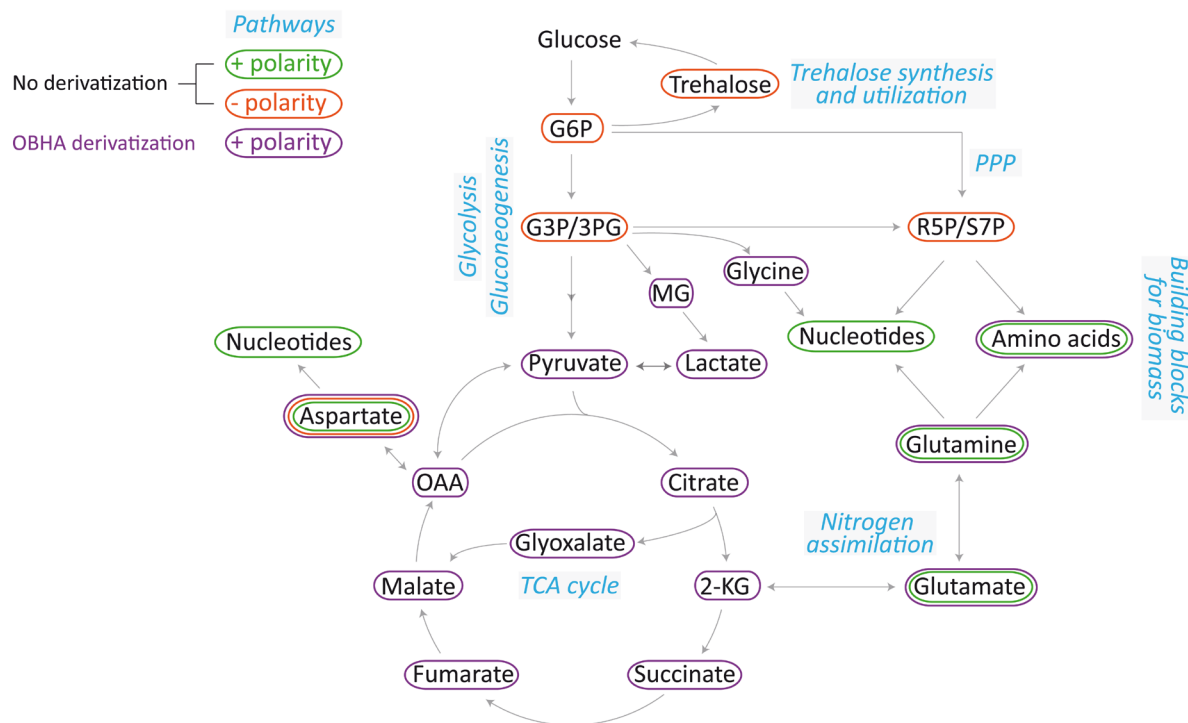 Pathways
No derivatization
+ polarity
- polarity
OBHA derivatization
+ polarity
Glucose
Trehalose
Trehalose synthesis
and utilization
G6P
PPP
Glycolysis
Gluconeogenesis
G3P/3PG
R5P/S7P
Glycine
MG
Building blocks
for biomass
Nucleotides
Nucleotides
Amino acids
Pyruvate
Lactate
Aspartate
Glutamine
OAA
Citrate
Nitrogen
assimilation
Glyoxalate
TCA cycle
Malate
2-KG
Glutamate
Fumarate
Succinate